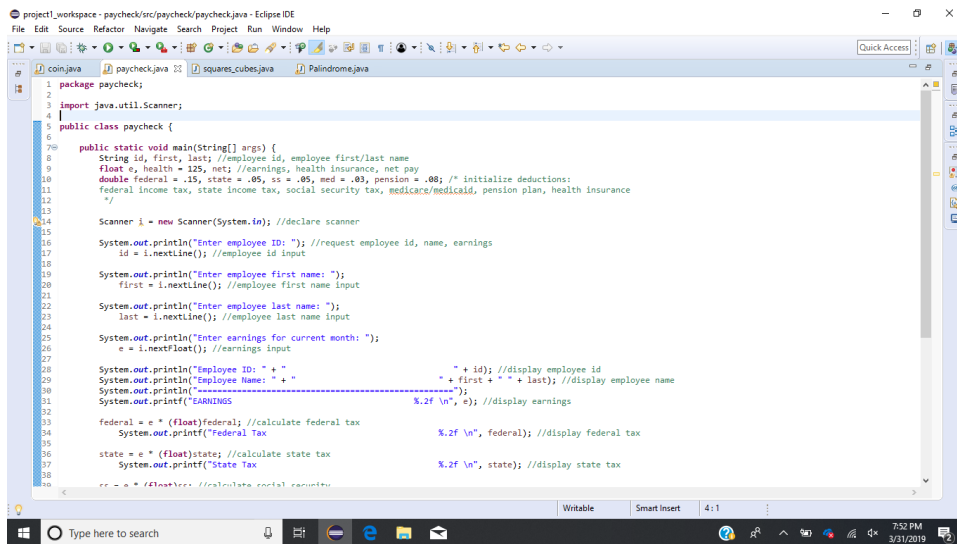 project1_workspace - paycheck/src/paycheck/paycheck.java - Eclipse IDE
File Edit Source Refactor Navigate Search Project Run Window Help
Quick Access
coin.java paycheck.java squares_cubes.java Palindrome.java
1 package paycheck;
2
3 import java.util.Scanner;
4
5 public class paycheck {
6
7 public static void main(String[] args) {
8 String id, first, last; //employee id, employee first/last name
9 float e, health = 125, net; //earnings, health insurance, net pay
10 double federal = .15, state = .05, ss = .05, med = .03, pension = .08; /* initialize deductions:
11 federal income tax, state income tax, social security tax, medicare/medicaid, pension plan, health insurance
12 */
13
14 Scanner i = new Scanner(System.in); //declare scanner
15
16 System.out.println("Enter employee ID: "); //request employee id, name, earnings
17 id = i.nextLine(); //employee id input
18
19 System.out.println("Enter employee first name: ");
20 first = i.nextLine(); //employee first name input
21
22 System.out.println("Enter employee last name: ");
23 last = i.nextLine(); //employee last name input
24
25 System.out.println("Enter earnings for current month: ");
26 e = i.nextFloat(); //earnings input
27
28 System.out.println("Employee ID: " + " " + id); //display employee id
29 System.out.println("Employee Name: " + " " + first + " " + last); //display employee name
30 System.out.println("===================================================");
31 System.out.printf("EARNINGS %.2f \n", e); //display earnings
32
33 federal = e * (float)federal; //calculate federal tax
34 System.out.printf("Federal Tax %.2f \n", federal); //display federal tax
35
36 state = e * (float)state; //calculate state tax
37 System.out.printf("State Tax %.2f \n", state); //display state tax
38
39 ss = e * (float)ss; //calculate social security
Writable Smart Insert 4 : 1
Type here to search
7:52 PM
3/31/2019
2